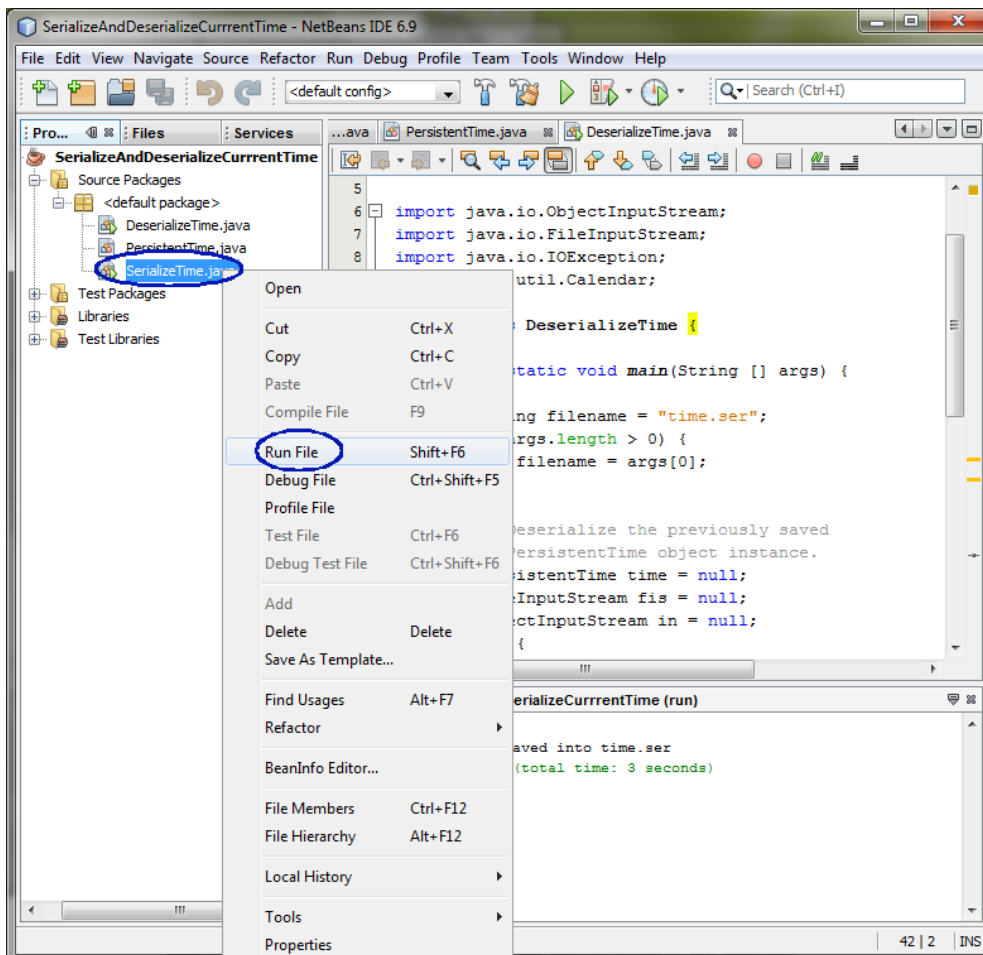 SerializeAndDeserializeCurrrentTime - NetBeans IDE 6.9
File Edit View Navigate Source Refactor Run Debug Profile Team Tools Window Help
<default config>
Search (Ctrl+I)
Pro... Files Services
...ava PersistentTime.java DeserializeTime.java
SerializeAndDeserializeCurrrentTime
Source Packages
<default package>
DeserializeTime.java
PersistentTime.java
SerializeTime.java
Test Packages
Libraries
Test Libraries
5
6 import java.io.ObjectInputStream;
7 import java.io.FileInputStream;
8 import java.io.IOException;
util.Calendar;
DeserializeTime {
static void main(String [] args) {
ng filename = "time.ser";
rgs.length > 0) {
filename = args[0];
Deserialize the previously saved
PersistentTime object instance.
sistentTime time = null;
eInputStream fis = null;
ectInputStream in = null;
{
Open
Cut Ctrl+X
Copy Ctrl+C
Paste Ctrl+V
Compile File F9
Run File Shift+F6
Debug File Ctrl+Shift+F5
Profile File
Test File Ctrl+F6
Debug Test File Ctrl+Shift+F6
Add
Delete Delete
Save As Template...
Find Usages Alt+F7
Refactor
BeanInfo Editor...
File Members Ctrl+F12
File Hierarchy Alt+F12
Local History
Tools
Properties
erializeCurrrentTime (run)
aved into time.ser
(total time: 3 seconds)
42 | 2 INS